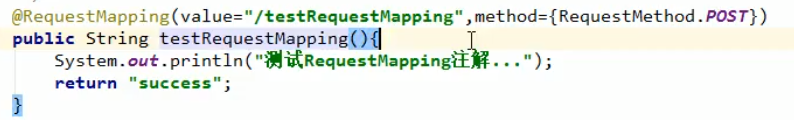 @RequestMapping(value="/testRequestMapping",method={RequestMethod.POST})
public String testRequestMapping(){
    System.out.println("测试RequestMapping注解...");
    return "success";
}